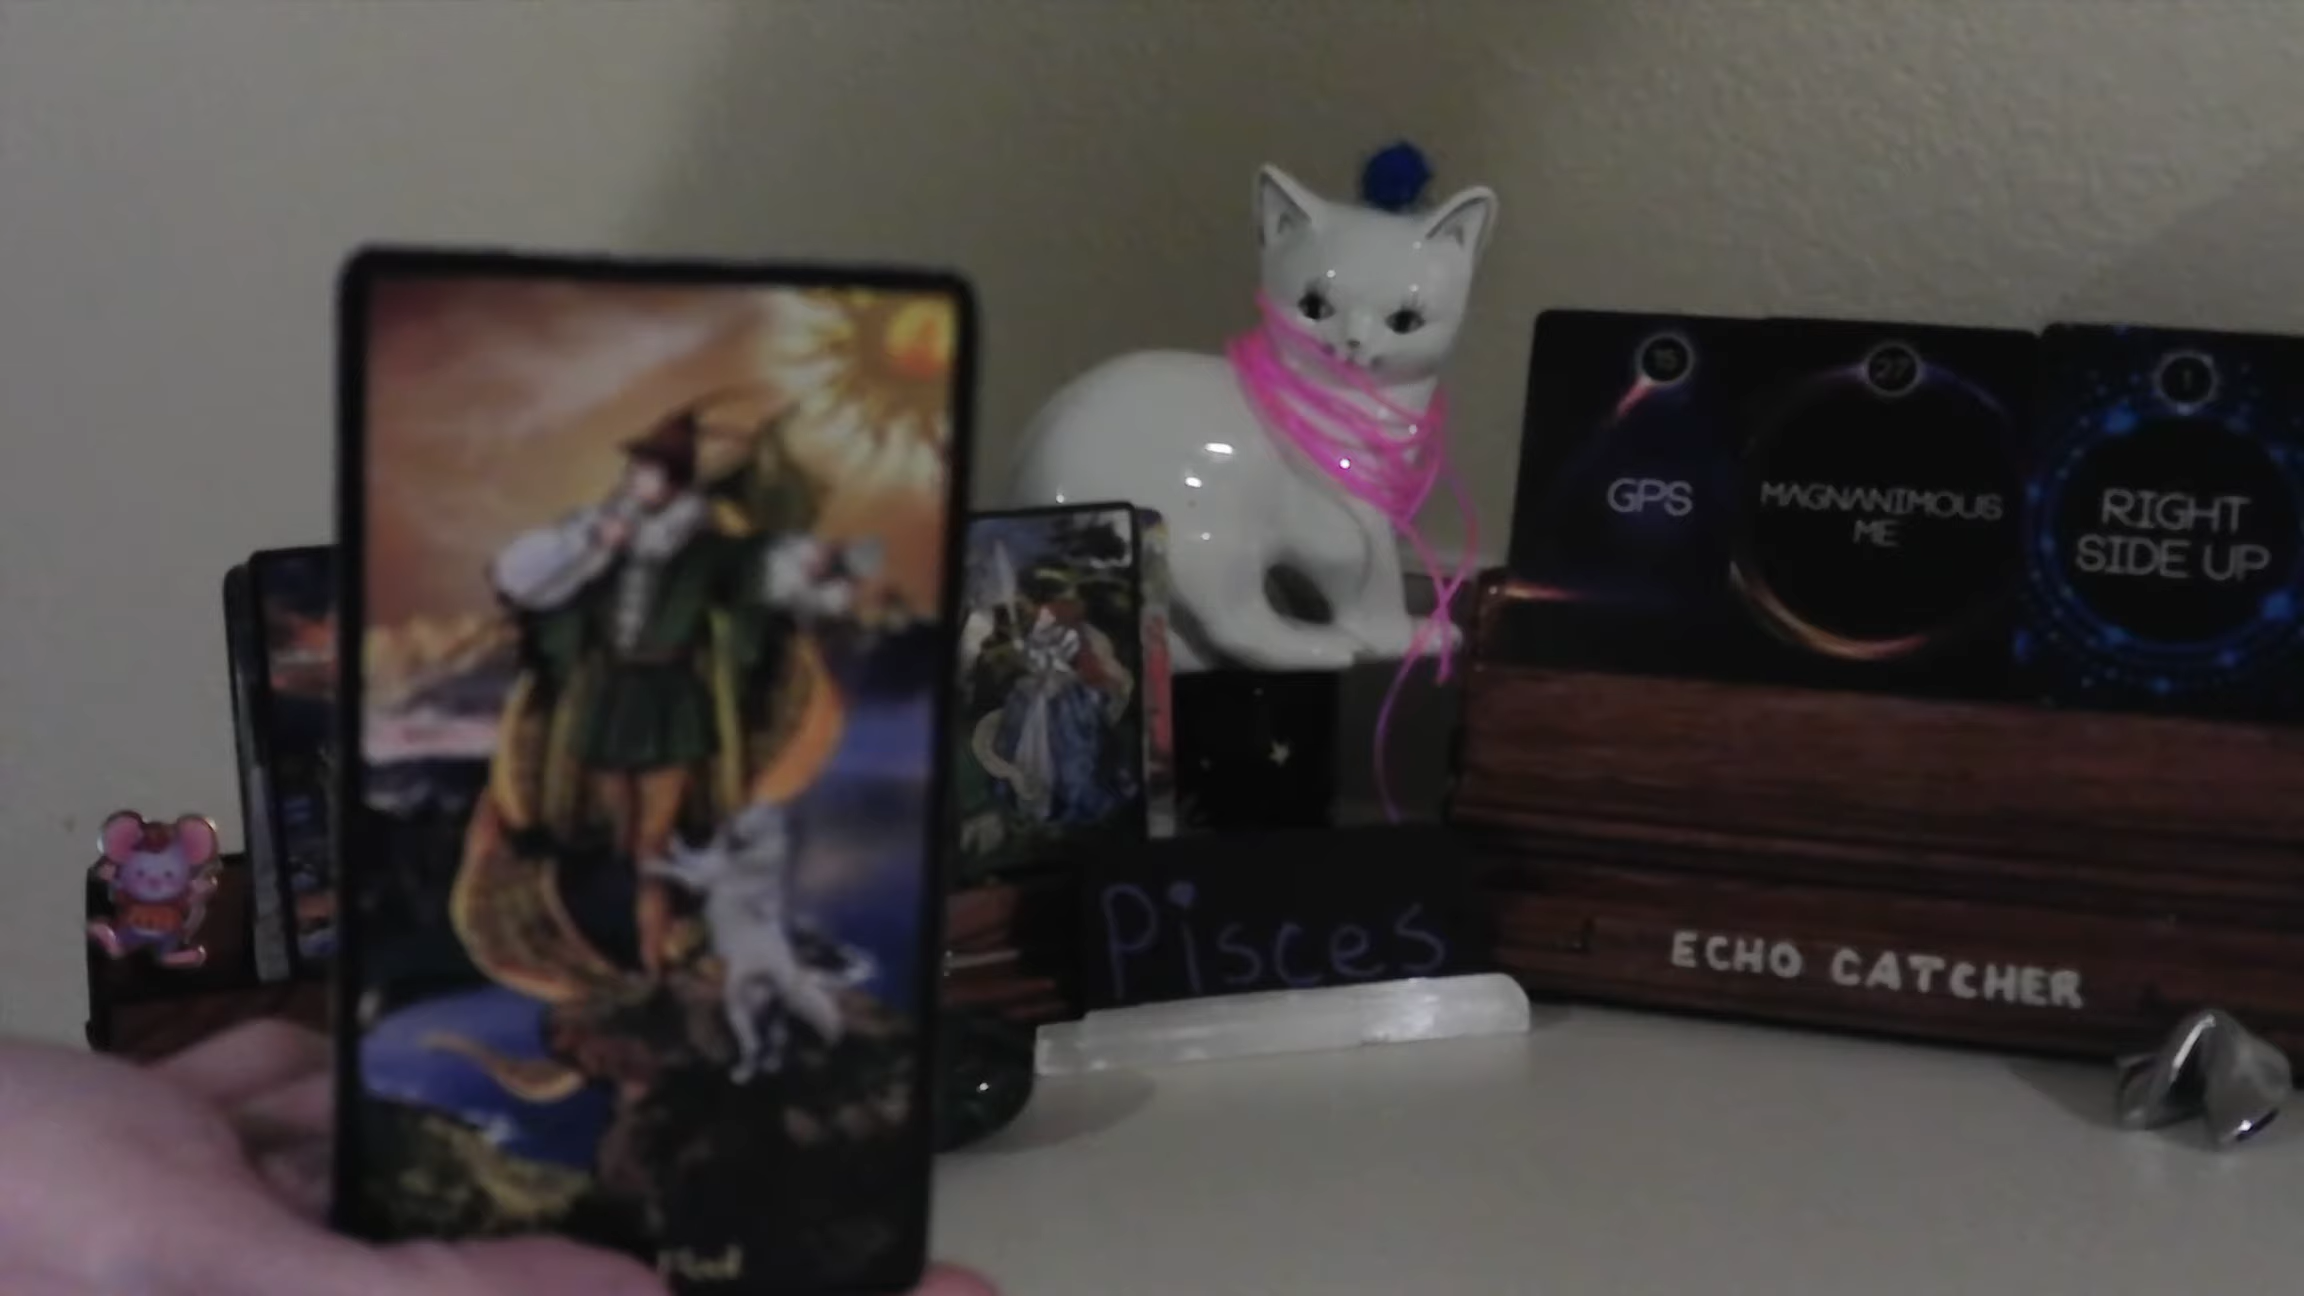 15
GPS
27
MAGNANIMOUS
ME
1
RIGHT
SIDE UP
Pisces
ECHO CATCHER